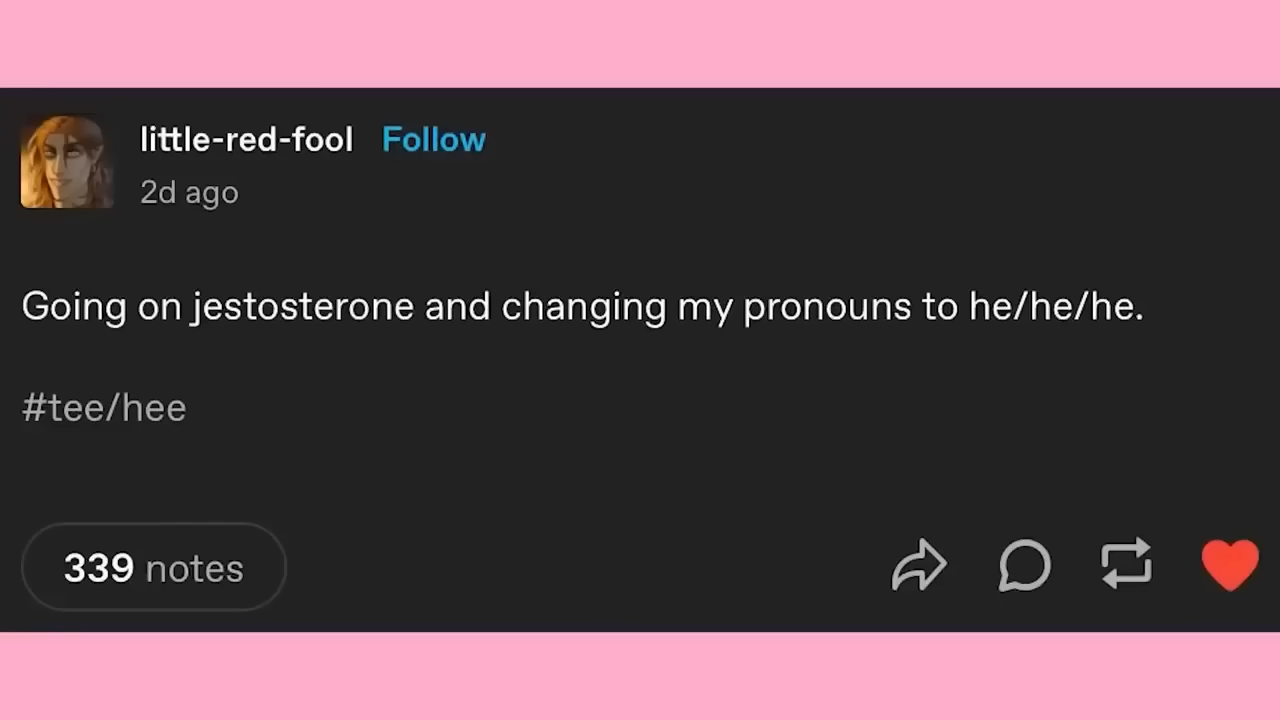 little-red-fool Follow
2d ago
Going on jestosterone and changing my pronouns to he/he/he.
#tee/hee
339 notes